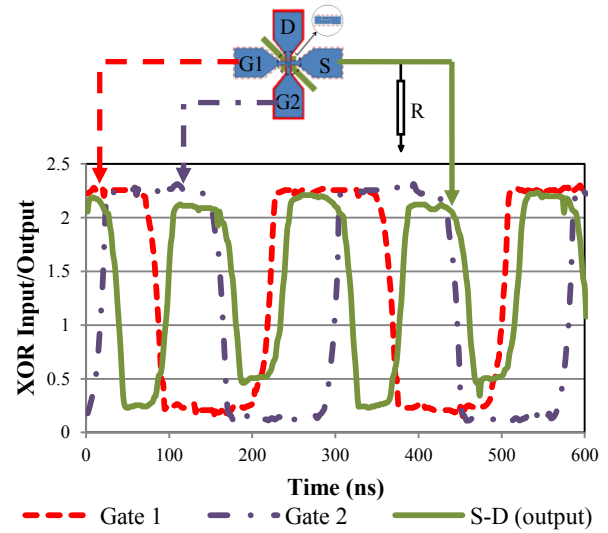 D
G1
S
G2
R
XOR Input/Output
2.5
2
1.5
1
0.5
0
0 100 200 300 400 500 600
Time (ns)
Gate 1 Gate 2 S-D (output)